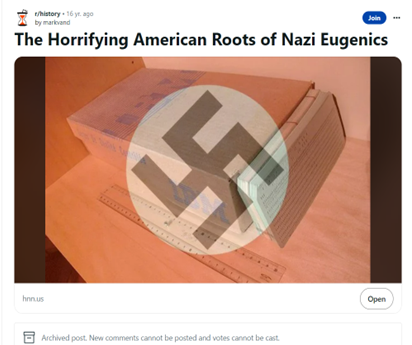 r/history • 16 yr. ago
by markvand
Join
The Horrifying American Roots of Nazi Eugenics
IBM
hnn.us
Open
Archived post. New comments cannot be posted and votes cannot be cast.